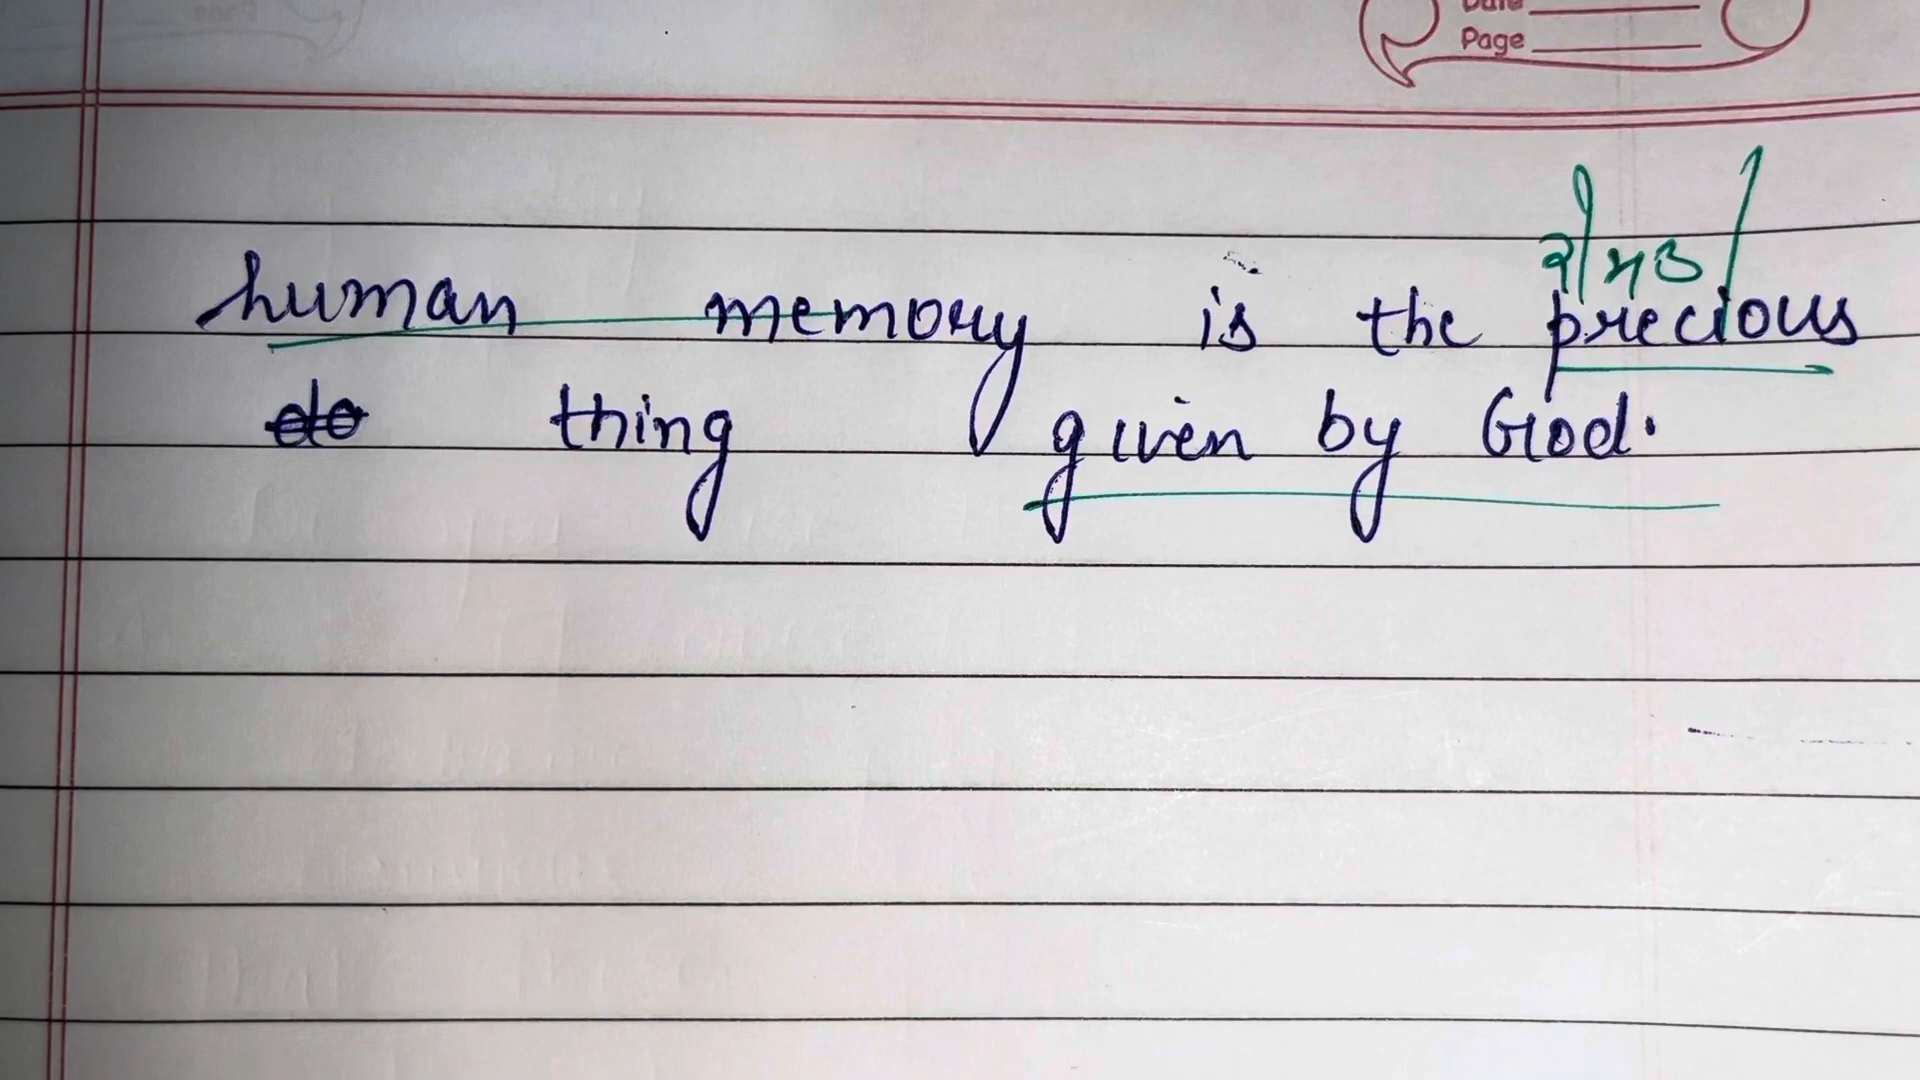 Date
Page
human memory is the precious
do thing given by God.